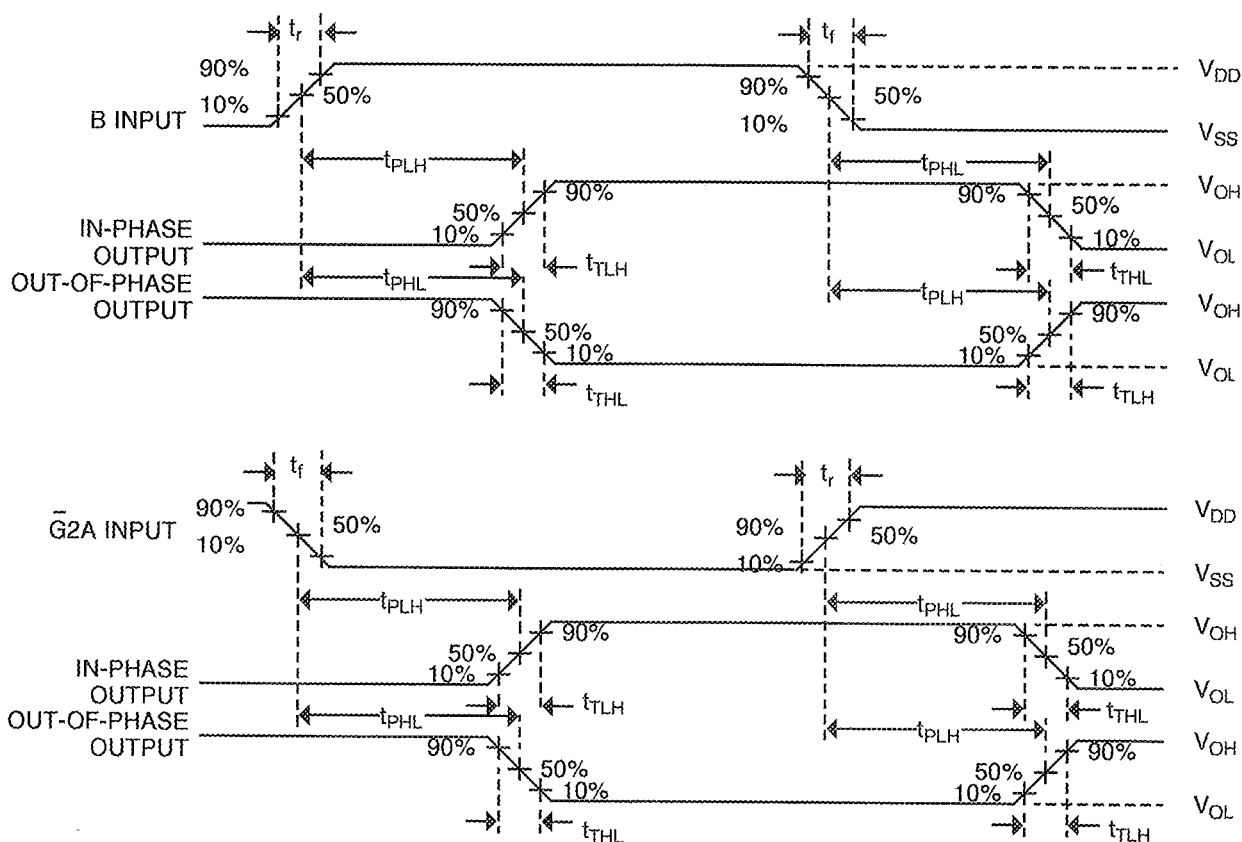 tr
tf
90%
90%
50%
VDD
10%
50%
B INPUT
10%
VSS
tPLH
tPHL
90%
90%
VOH
50%
50%
IN-PHASE
OUTPUT
10%
10%
VOL
tTLH
tTHL
OUT-OF-PHASE
OUTPUT
tPHL
tPLH
90%
90%
VOH
50%
50%
10%
10%
VOL
tTHL
tTLH
tf
tr
G̅2A INPUT
90%
50%
90%
50%
VDD
10%
10%
VSS
tPLH
tPHL
90%
90%
VOH
50%
50%
IN-PHASE
OUTPUT
10%
10%
VOL
tTLH
tTHL
OUT-OF-PHASE
OUTPUT
tPHL
tPLH
90%
90%
VOH
50%
50%
10%
10%
VOL
tTHL
tTLH